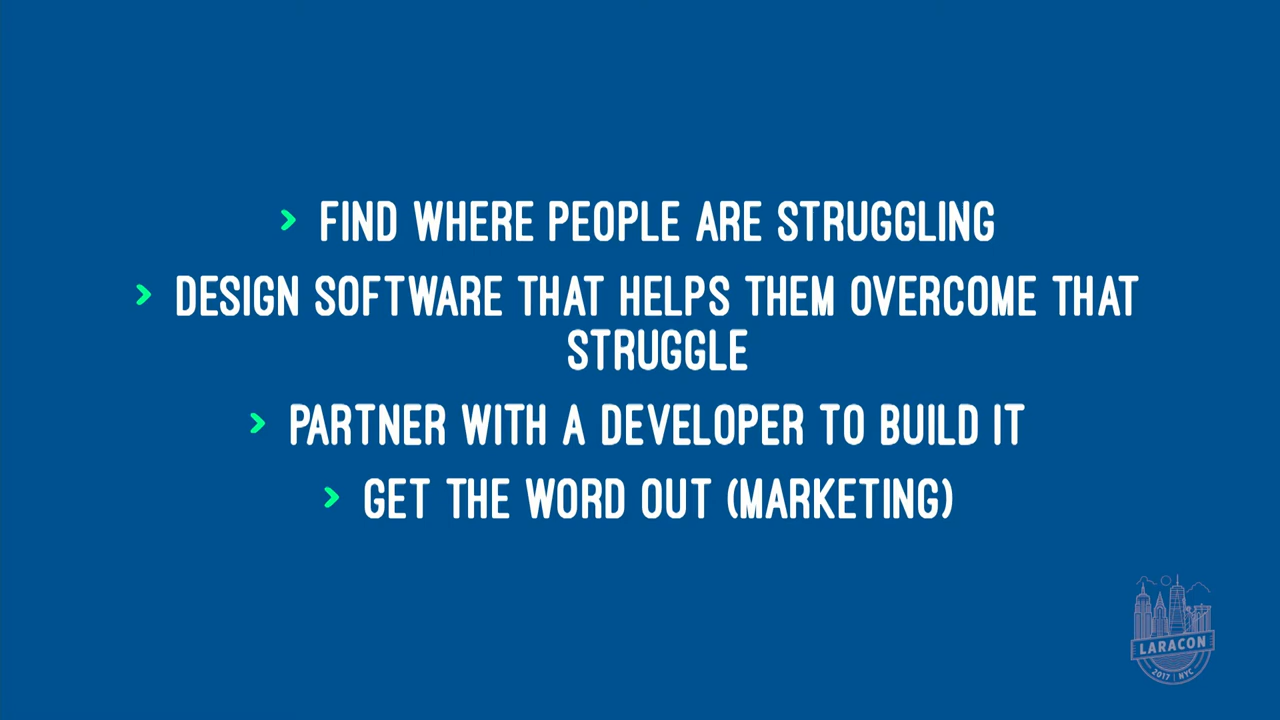 > FIND WHERE PEOPLE ARE STRUGGLING
> DESIGN SOFTWARE THAT HELPS THEM OVERCOME THAT
STRUGGLE
> PARTNER WITH A DEVELOPER TO BUILD IT
> GET THE WORD OUT (MARKETING)
LARACON
2017 | NYC